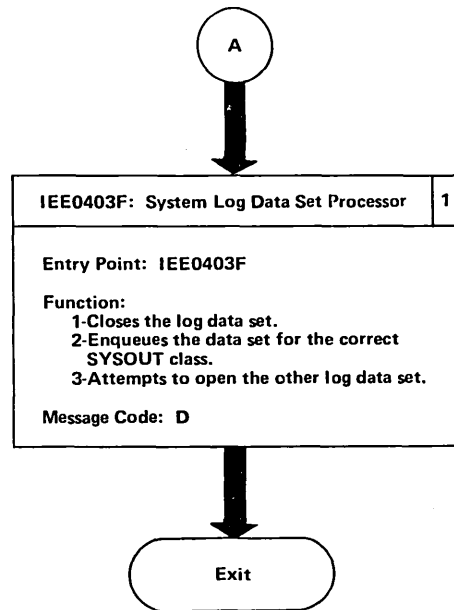 A
IEE0403F: System Log Data Set Processor 1
Entry Point: IEE0403F
Function:
1-Closes the log data set.
2-Enqueues the data set for the correct
SYSOUT class.
3-Attempts to open the other log data set.
Message Code: D
Exit